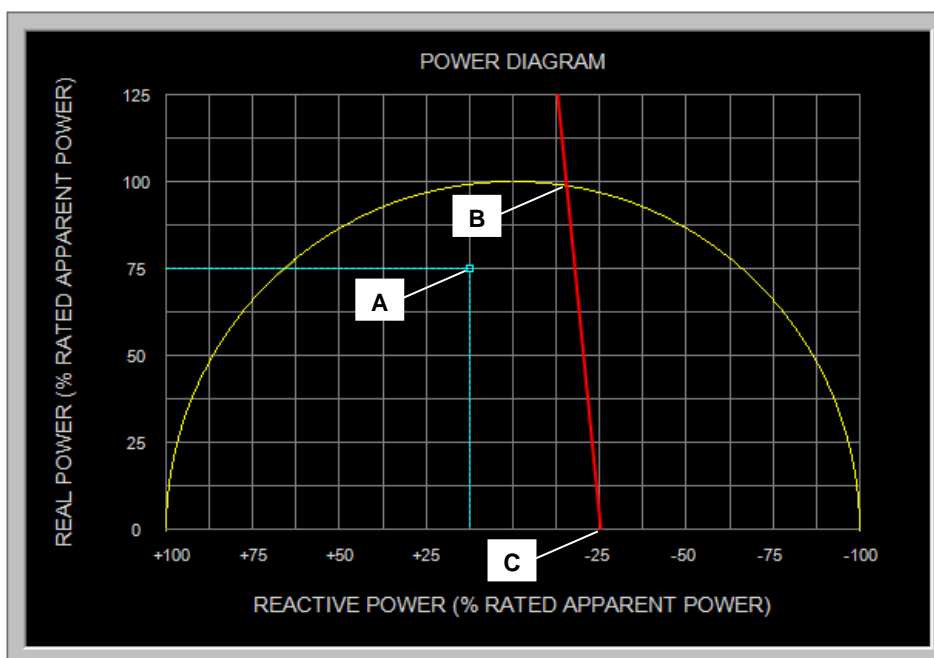 POWER DIAGRAM
REAL POWER (% RATED APPARENT POWER)
125
100
75
50
25
0
B
A
C
+100 +75 +50 +25 -25 -50 -75 -100
REACTIVE POWER (% RATED APPARENT POWER)